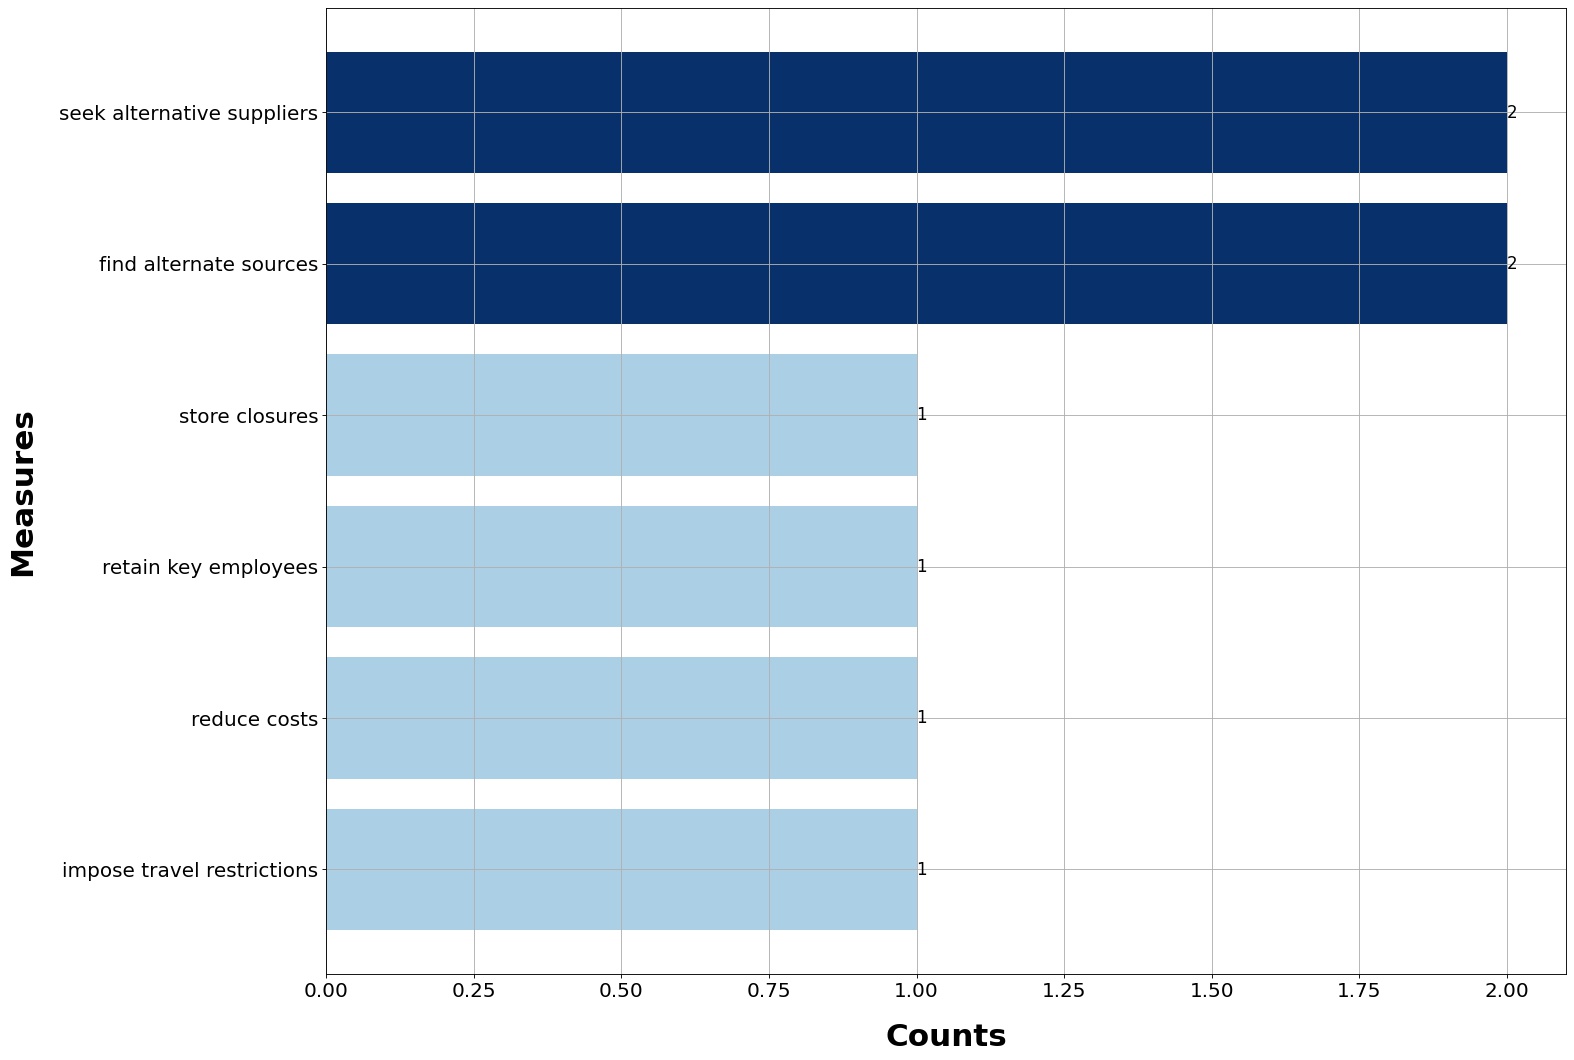 seek alternative suppliers
2
find alternate sources
2
store closures
1
retain key employees
1
reduce costs
1
impose travel restrictions
1
Measures
0.00 0.25 0.50 0.75 1.00 1.25 1.50 1.75 2.00
Counts